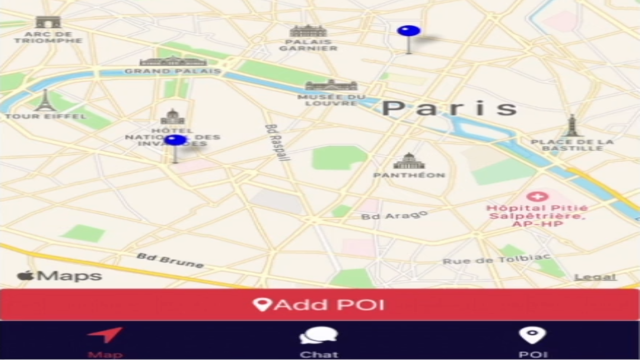 ARC DE
TRIOMPHE
PALAIS
GARNIER
GRAND PALAIS
MUSÉE DU
LOUVRE
Paris
TOUR EIFFEL
HÔTEL
NATIONAL DES
INVALIDES
Bd Raspail
PLACE DE LA
BASTILLE
PANTHÉON
Hôpital Pitié
Salpêtrière,
AP-HP
Bd Arago
Bd Brune
Rue de Tolbiac
Maps
Legal
Add POI
Map
Chat
POI